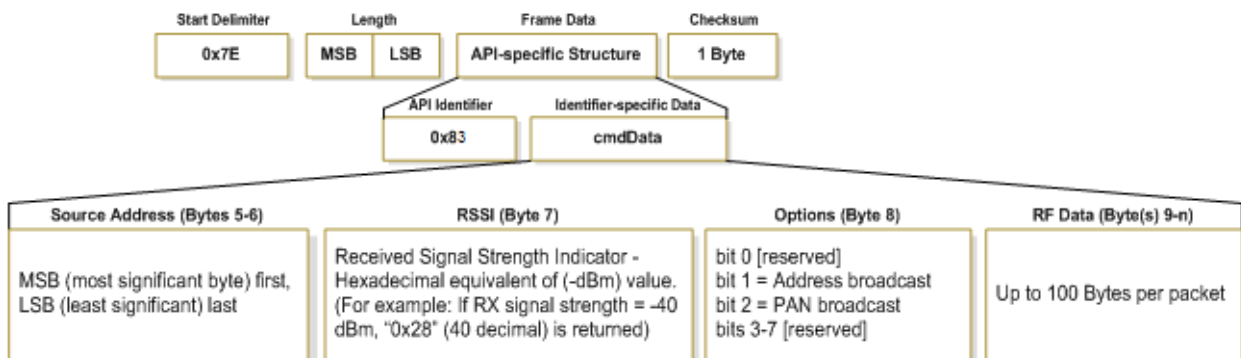 Start Delimiter
Length
Frame Data
Checksum
0x7E
MSB
LSB
API-specific Structure
1 Byte
API Identifier
Identifier-specific Data
0x83
cmdData
Source Address (Bytes 5-6)
MSB (most significant byte) first,
LSB (least significant) last
RSSI (Byte 7)
Received Signal Strength Indicator -
Hexadecimal equivalent of (-dBm) value.
(For example: If RX signal strength = -40
dBm, “0x28” (40 decimal) is returned)
Options (Byte 8)
bit 0 [reserved]
bit 1 = Address broadcast
bit 2 = PAN broadcast
bits 3-7 [reserved]
RF Data (Byte(s) 9-n)
Up to 100 Bytes per packet